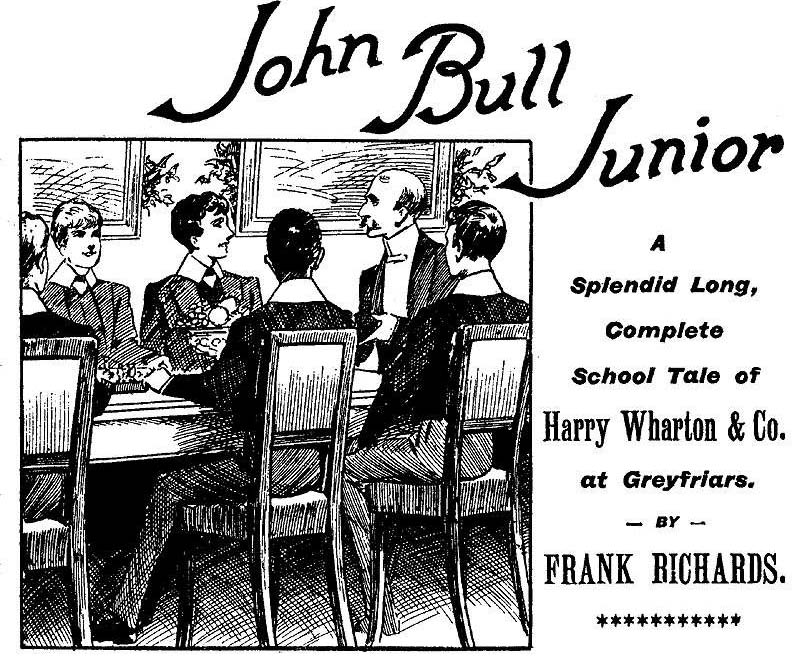 John Bull
Junior
A
Splendid Long,
Complete
School Tale of
Harry Wharton & Co.
at Greyfriars.
— BY —
FRANK RICHARDS.
***********